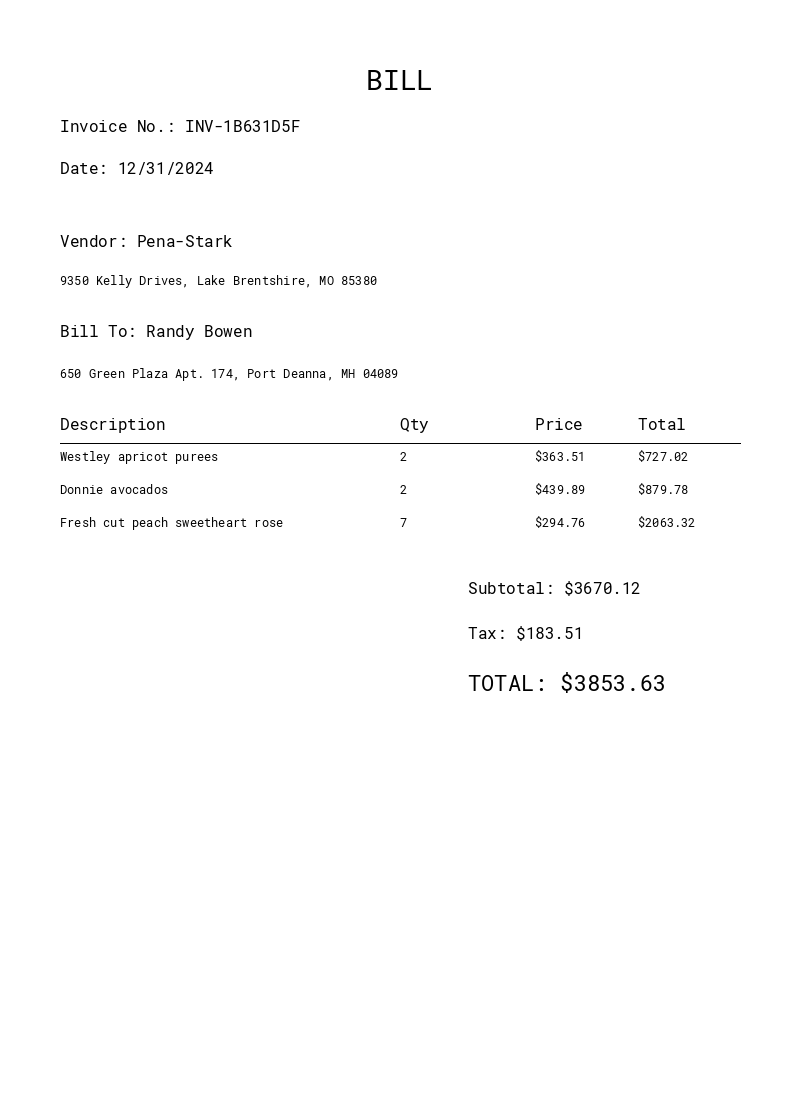 BILL
Invoice No.: INV-1B631D5F
Date: 12/31/2024
Vendor: Pena-Stark
9350 Kelly Drives, Lake Brentshire, MO 85380
Bill To: Randy Bowen
650 Green Plaza Apt. 174, Port Deanna, MH 04089
Description Qty Price Total
Westley apricot purees 2 $363.51 $727.02
Donnie avocados 2 $439.89 $879.78
Fresh cut peach sweetheart rose 7 $294.76 $2063.32
Subtotal: $3670.12
Tax: $183.51
TOTAL: $3853.63